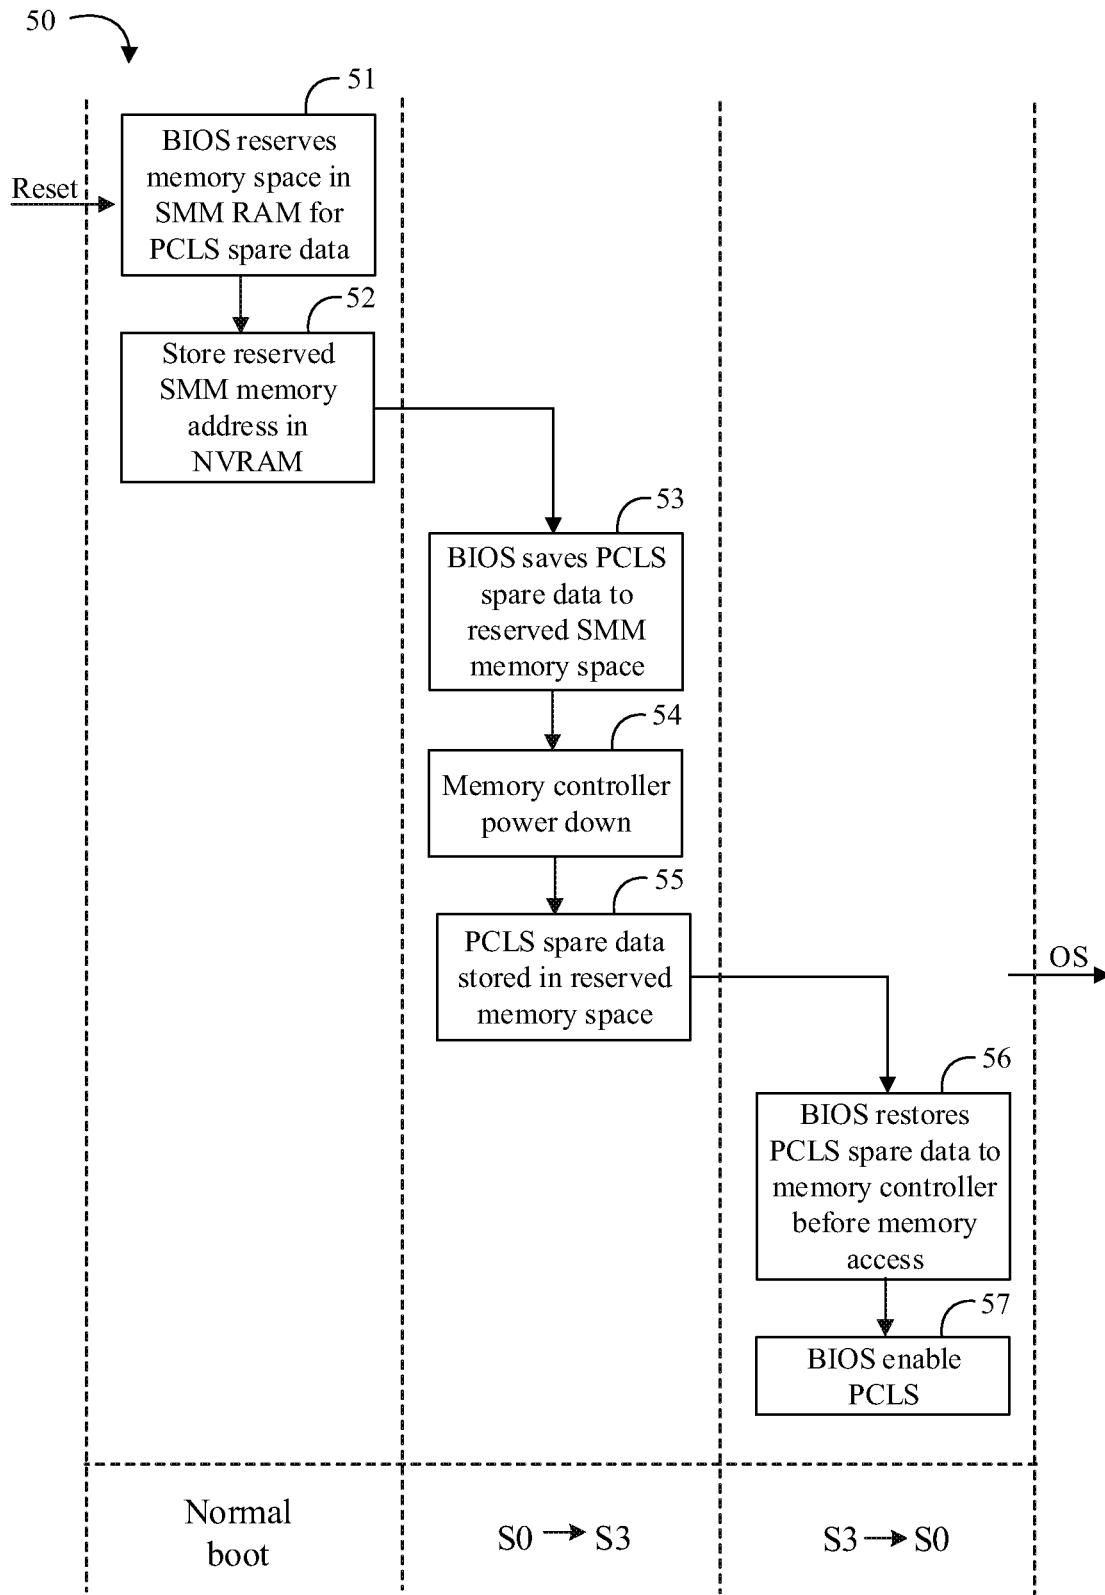 50
51
BIOS reserves
memory space in
SMM RAM for
PCLS spare data
Reset
52
Store reserved
SMM memory
address in
NVRAM
53
BIOS saves PCLS
spare data to
reserved SMM
memory space
54
Memory controller
power down
55
PCLS spare data
stored in reserved
memory space
OS
56
BIOS restores
PCLS spare data to
memory controller
before memory
access
57
BIOS enable
PCLS
Normal
boot
S0 → S3
S3 → S0